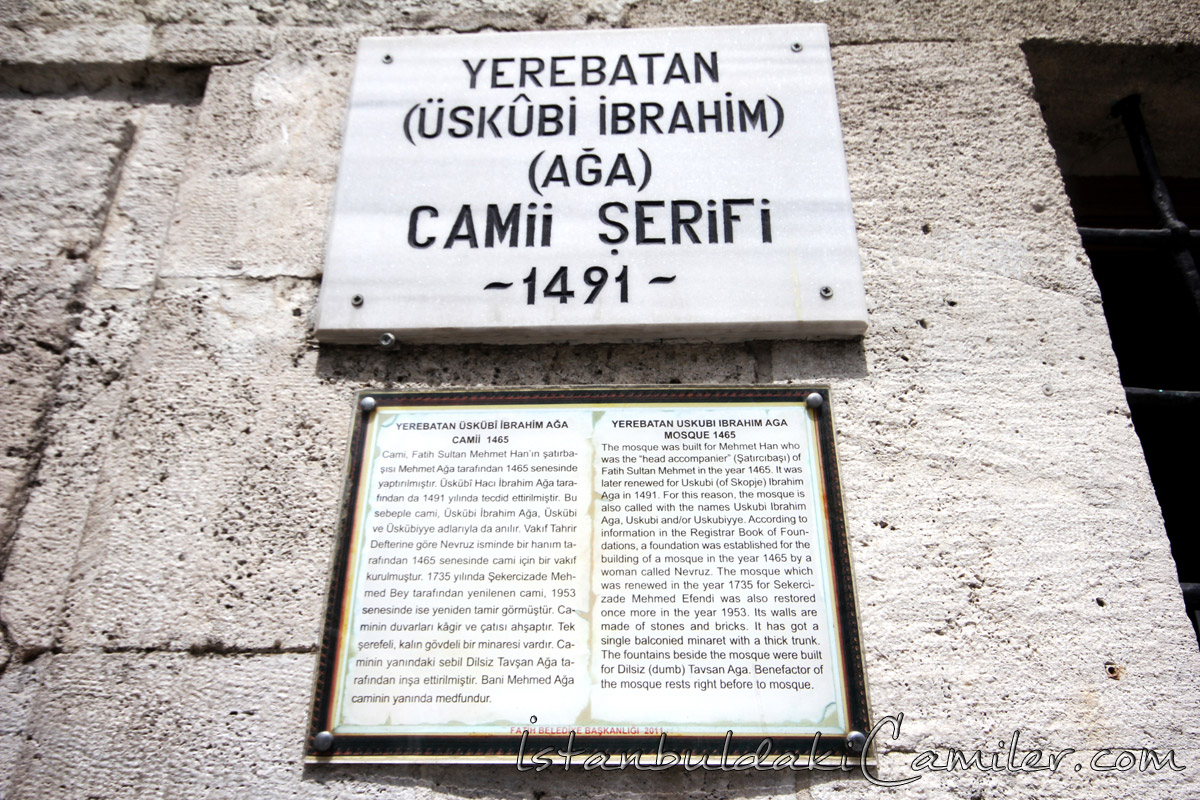 YEREBATAN
(ÜSKÛBİ İBRAHİM)
(AĞA)
CAMii ŞERiFi
~1491~
YEREBATAN ÜSKÜBÎ İBRAHİM AĞA
CAMİİ 1465
Cami, Fatih Sultan Mehmet Han'ın şatırba-
şısı Mehmet Ağa tarafından 1465 senesinde
yaptırılmıştır. Üskübî Hacı İbrahim Ağa tara-
fından da 1491 yılında tecdid ettirilmiştir. Bu
sebeple cami, Üskübi İbrahim Ağa, Üskübi
ve Üskübiyye adlarıyla da anılır. Vakıf Tahrir
Defterine göre Nevruz isminde bir hanım ta-
rafından 1465 senesinde cami için bir vakıf
kurulmuştur. 1735 yılında Şekercizade Meh-
med Bey tarafından yenilenen cami, 1953
senesinde ise yeniden tamir görmüştür. Ca-
minin duvarları kâgir ve çatısı ahşaptır. Tek
şerefeli, kalın gövdeli bir minaresi vardır. Ca-
minin yanındaki sebil Dilsiz Tavşan Ağa ta-
rafından inşa ettirilmiştir. Bani Mehmed Ağa
caminin yanında medfundur.
YEREBATAN USKUBI IBRAHIM AGA
MOSQUE 1465
The mosque was built for Mehmet Han who
was the "head accompanier" (Şatırcıbaşı) of
Fatih Sultan Mehmet in the year 1465. It was
later renewed for Uskubi (of Skopje) Ibrahim
Aga in 1491. For this reason, the mosque is
also called with the names Uskubi Ibrahim
Aga, Uskubi and/or Uskubiyye. According to
information in the Registrar Book of Foun-
dations, a foundation was established for the
building of a mosque in the year 1465 by a
woman called Nevruz. The mosque which
was renewed in the year 1735 for Sekerci-
zade Mehmed Efendi was also restored
once more in the year 1953. Its walls are
made of stones and bricks. It has got a
single balconied minaret with a thick trunk.
The fountains beside the mosque were built
for Dilsiz (dumb) Tavsan Aga. Benefactor of
the mosque rests right before to mosque.
FATİH BELEDİYE BAŞKANLIĞI 2011
İstanbuldakiCamiler.com